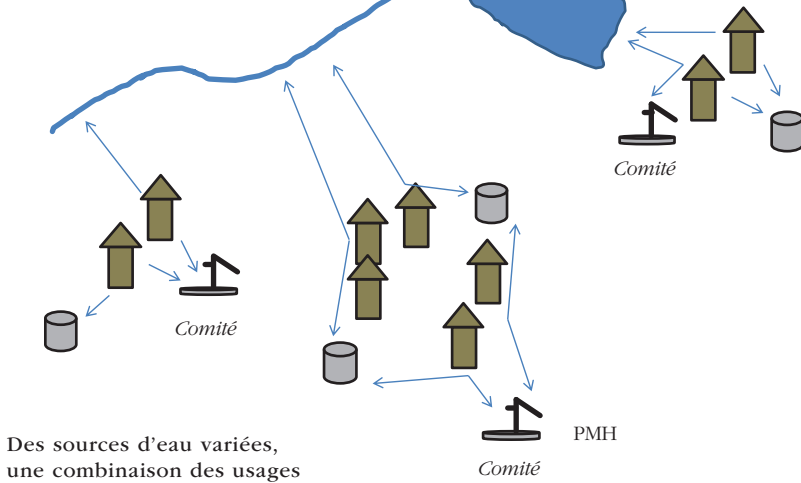 Comité
Comité
PMH
Comité
Des sources d'eau variées,
une combinaison des usages